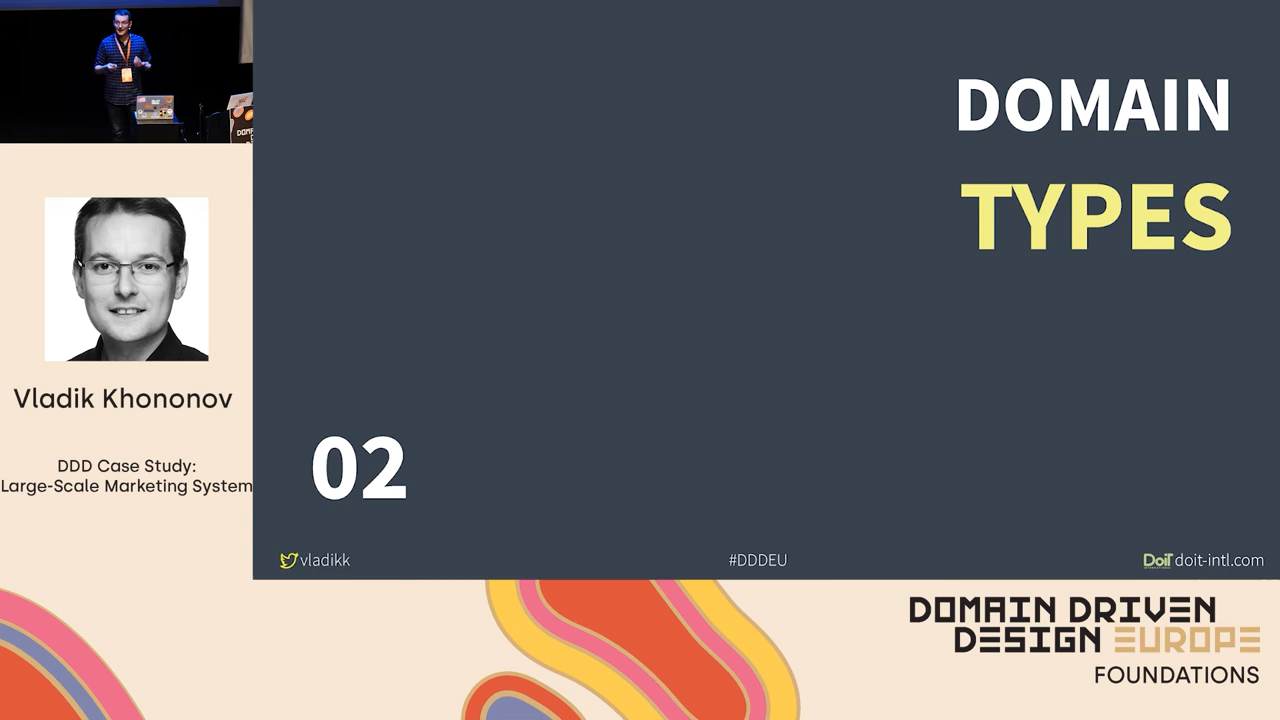 DOMAIN
TYPES
02
vladikk
#DDDEU
DoiT doit-intl.com
Vladik Khononov
DDD Case Study:
Large-Scale Marketing System
DOMAIN DRIVEN
DESIGN EUROPE
FOUNDATIONS